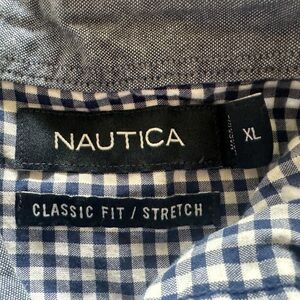 NAUTICA
XL
CLASSIC FIT / STRETCH